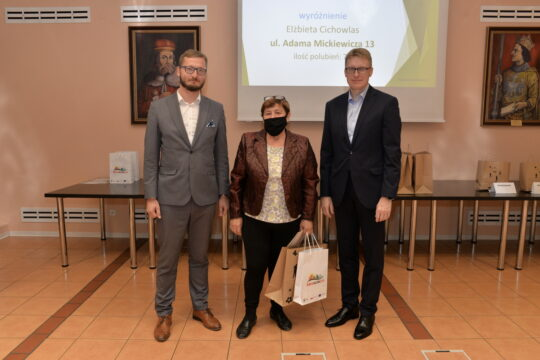 wyróżnienie
Elżbieta Cichowlas
ul. Adama Mickiewicza 13
ilość polubień: